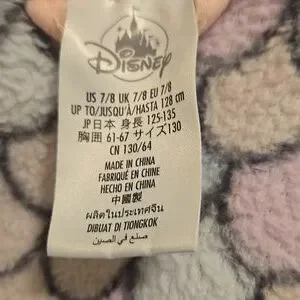 Disney
US 7/8 UK 7/8 EU 7/8
UP TO/JUSQU'À/HASTA 128 cm
JP日本 身長 125-135
胸囲 61-67 サイズ130
CN 130/64
MADE IN CHINA
FABRIQUÉ EN CHINE
HECHO EN CHINA
中國製
ผลิตในประเทศจีน
DIBUAT DI TIONGKOK
صنع في الصين